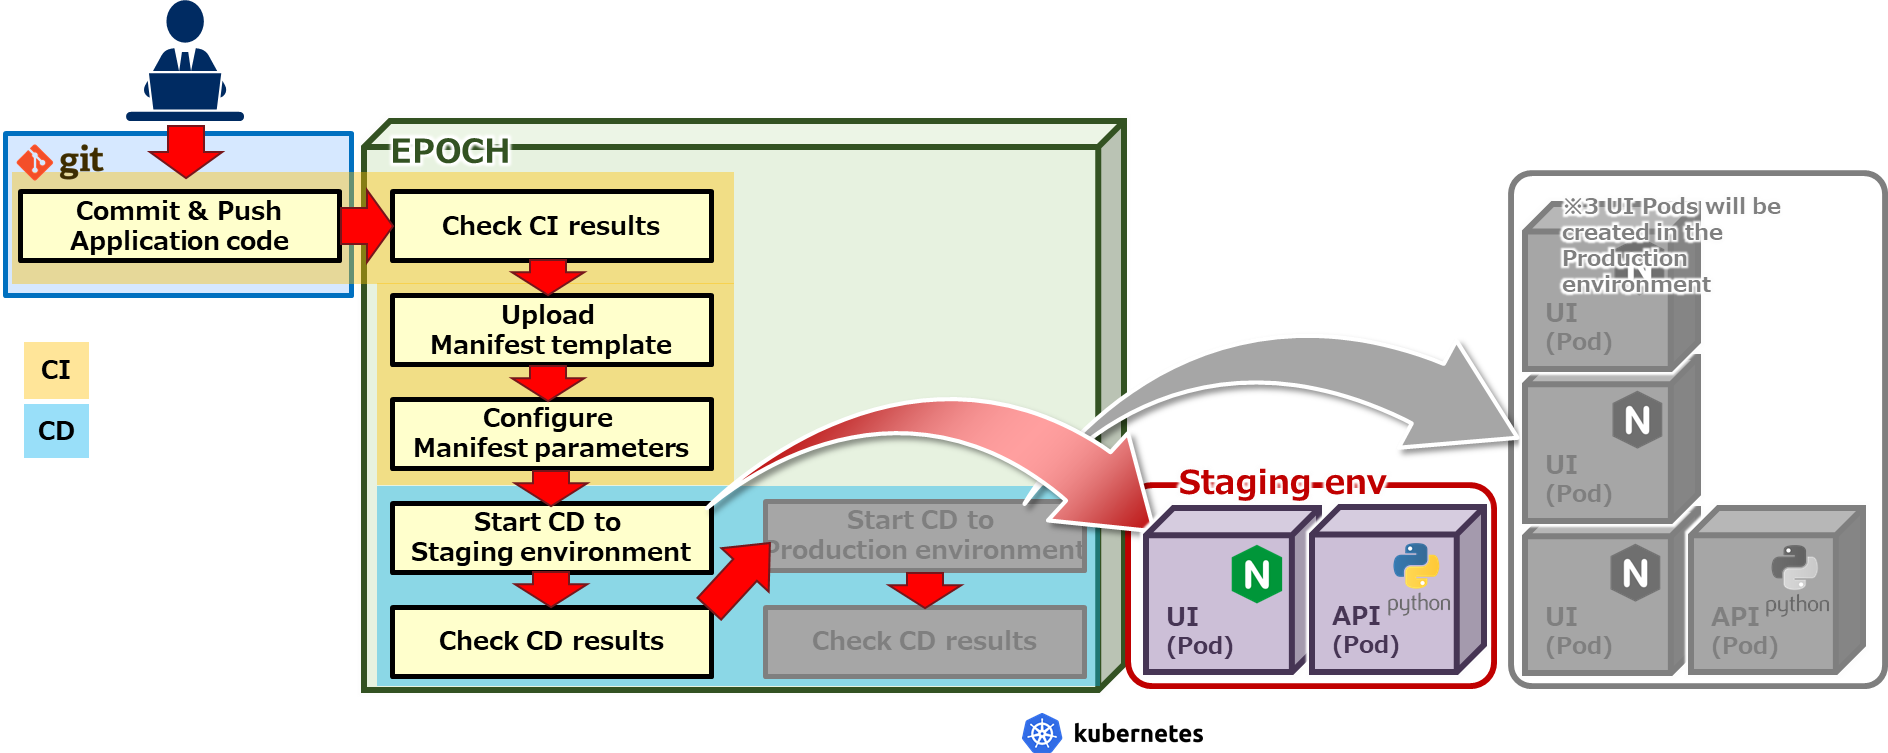 git
Commit & Push
Application code
CI
CD
EPOCH
Check CI results
Upload
Manifest template
Configure
Manifest parameters
Start CD to
Staging environment
Check CD results
Start CD to
Production environment
Check CD results
Staging env
UI
(Pod)
API
(Pod)
python
※3 UI Pods will be
created in the
Production
environment
UI
(Pod)
UI
(Pod)
UI
(Pod)
API
(Pod)
python
kubernetes